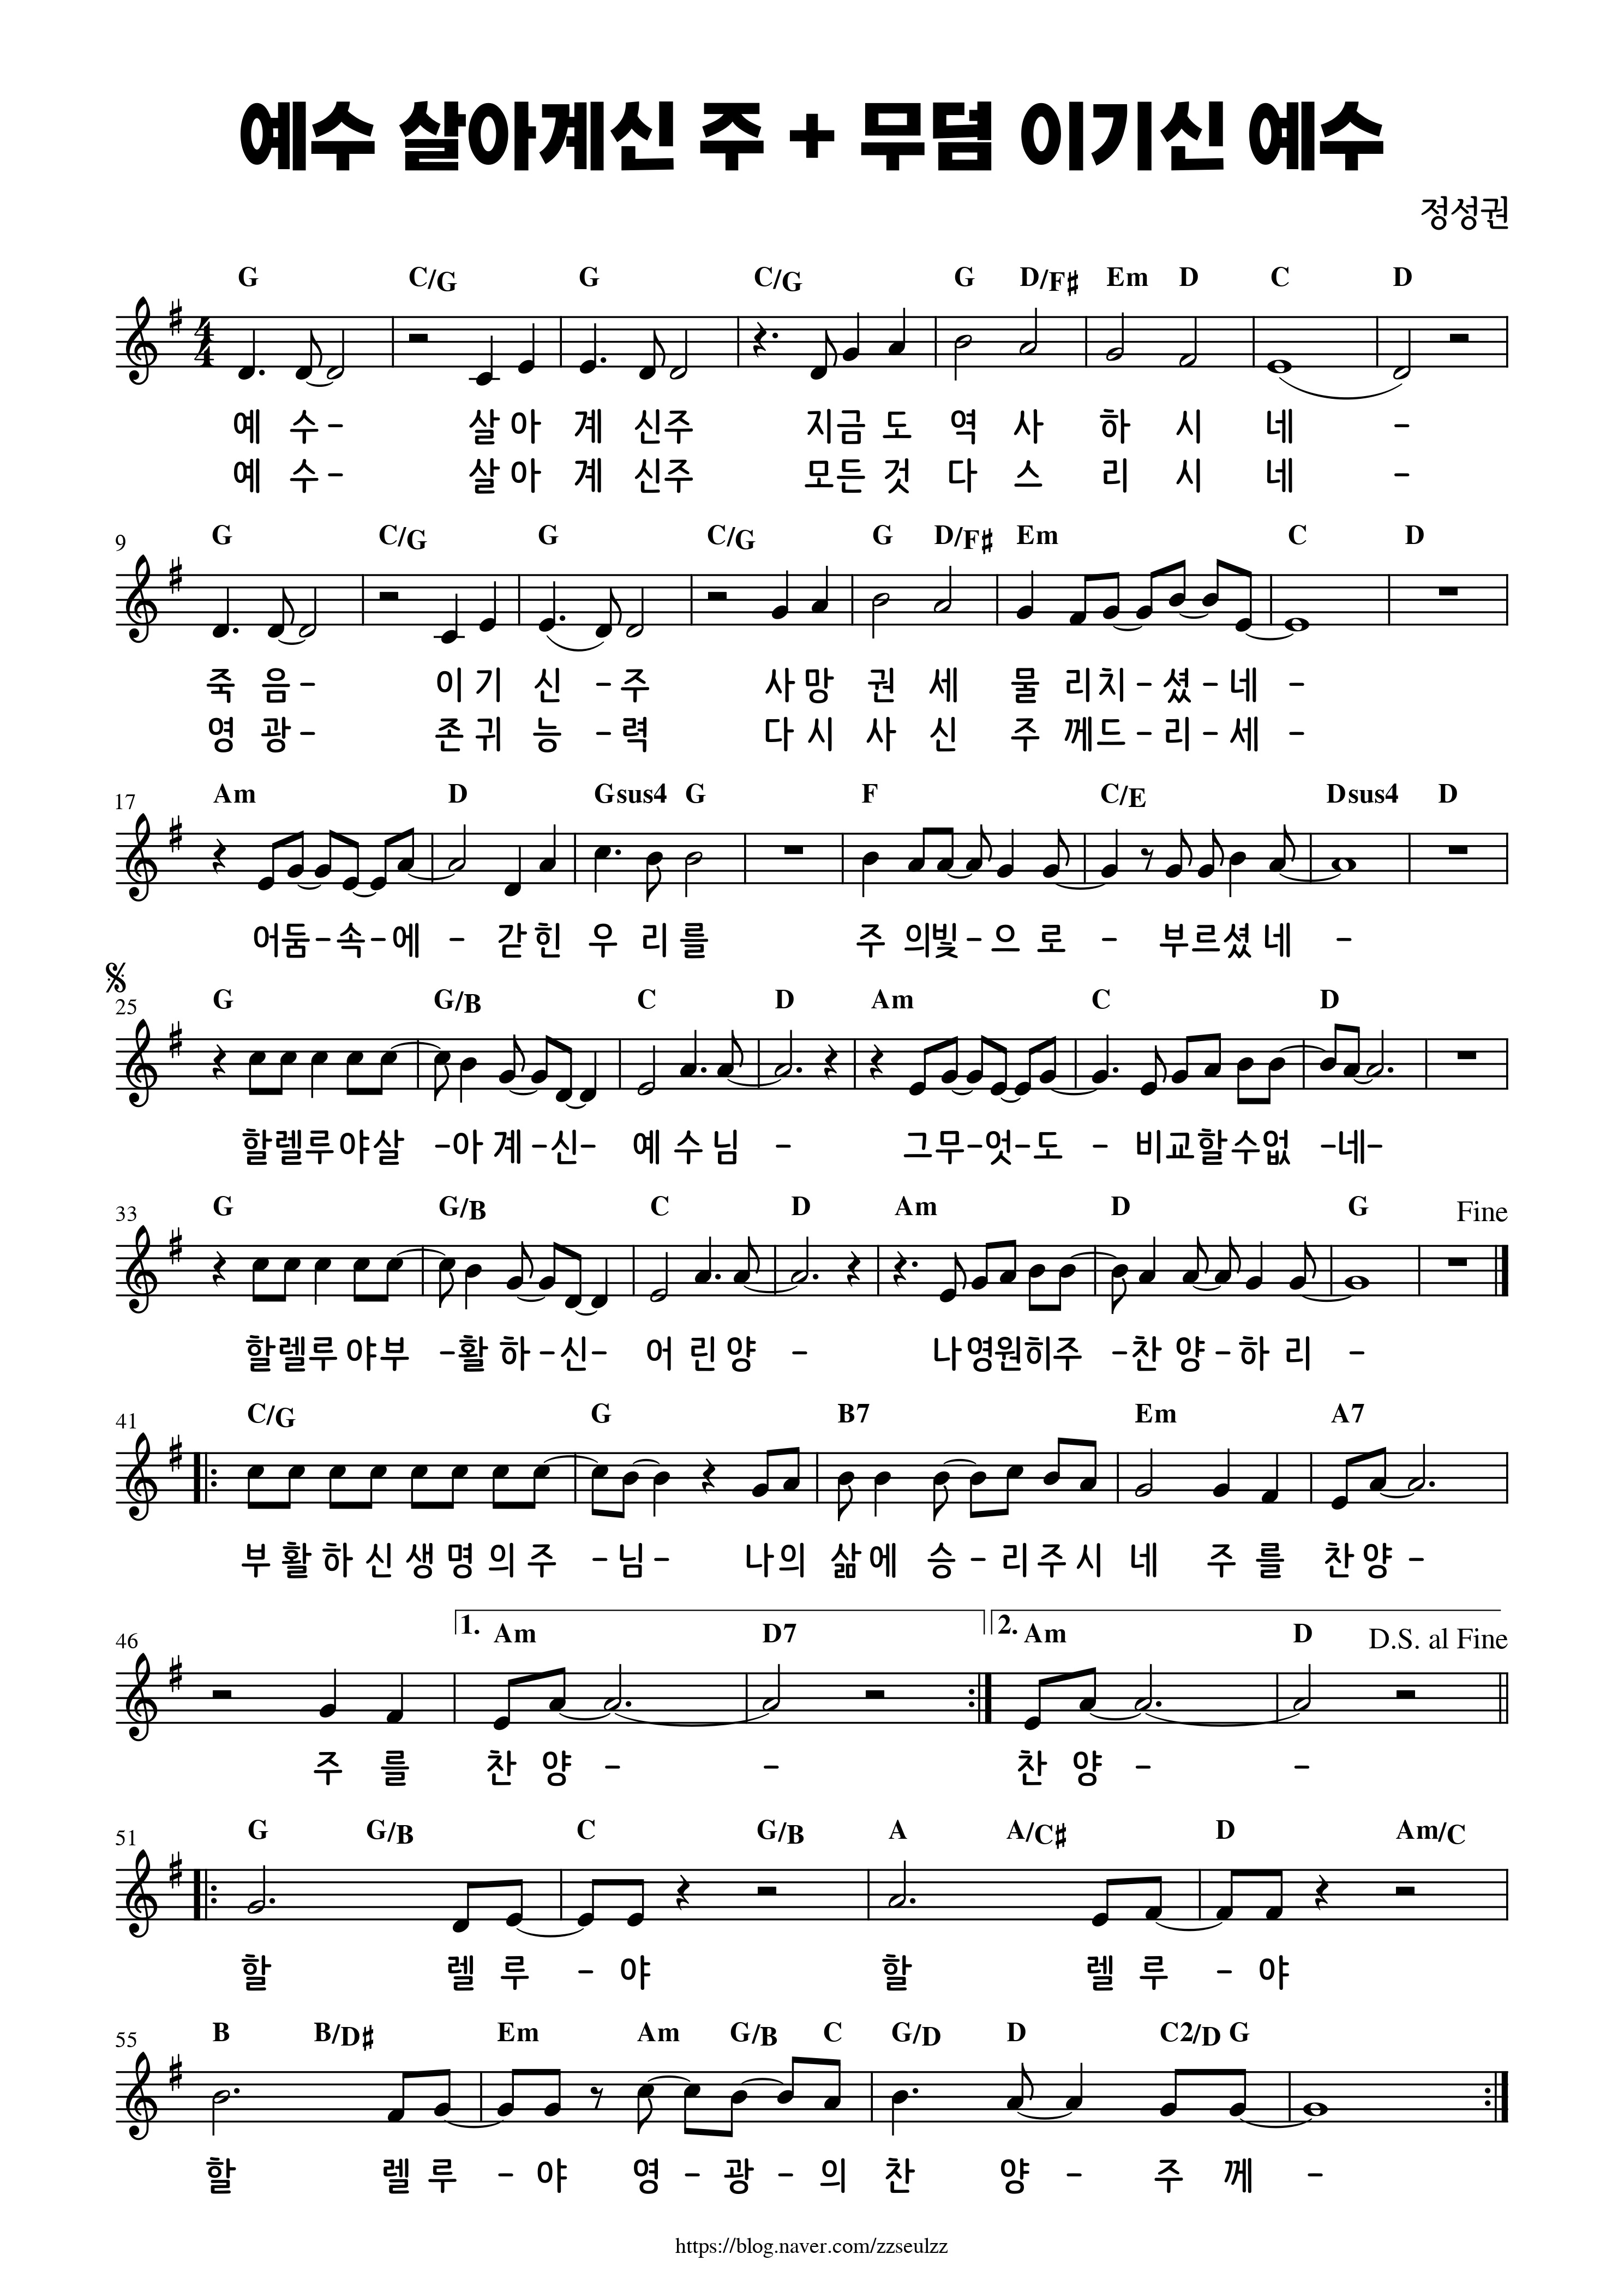 예수 살아계신 주 + 무덤 이기신 예수
정성권
G C/G G C/G G D/F♯ Em D C D
예 수- 살 아 계 신주 지금 도 역 사 하 시 네 -
예 수- 살 아 계 신주 모든 것 다 스 리 시 네 -
9 G C/G G C/G G D/F♯ Em C D
죽 음- 이 기 신 - 주 사 망 권 세 물 리치 - 셨 - 네 -
영 광- 존 귀 능 - 력 다 시 사 신 주 께드 - 리 - 세 -
17 Am D Gsus4 G F C/E Dsus4 D
어둠-속-에 - 갇 힌 우 리 를 주 의빛 - 으 로 - 부르셨 네 -
25 G G/B C D Am C D
할렐루야살 -아 계 -신- 예 수 님 - 그무-엇-도 - 비교할수없 -네-
Fine
33 G G/B C D Am D G
할렐루 야부 -활 하 -신- 어 린 양 - 나영원히주 -찬 양 - 하 리 -
41 C/G G B7 Em A7
부 활 하 신 생 명 의 주 - 님 - 나의 삶에 승 - 리 주 시 네 주 를 찬 양 -
46 1. Am D7 2. Am D D.S. al Fine
주 를 찬 양 - - 찬 양 - -
51 G G/B C G/B A A/C♯ D Am/C
할 렐 루 - 야 할 렐 루 - 야
55 B B/D♯ Em Am G/B C G/D D C2/D G
할 렐 루 - 야 영 - 광 - 의 찬 양 - 주 께 -
https://blog.naver.com/zzseulzz